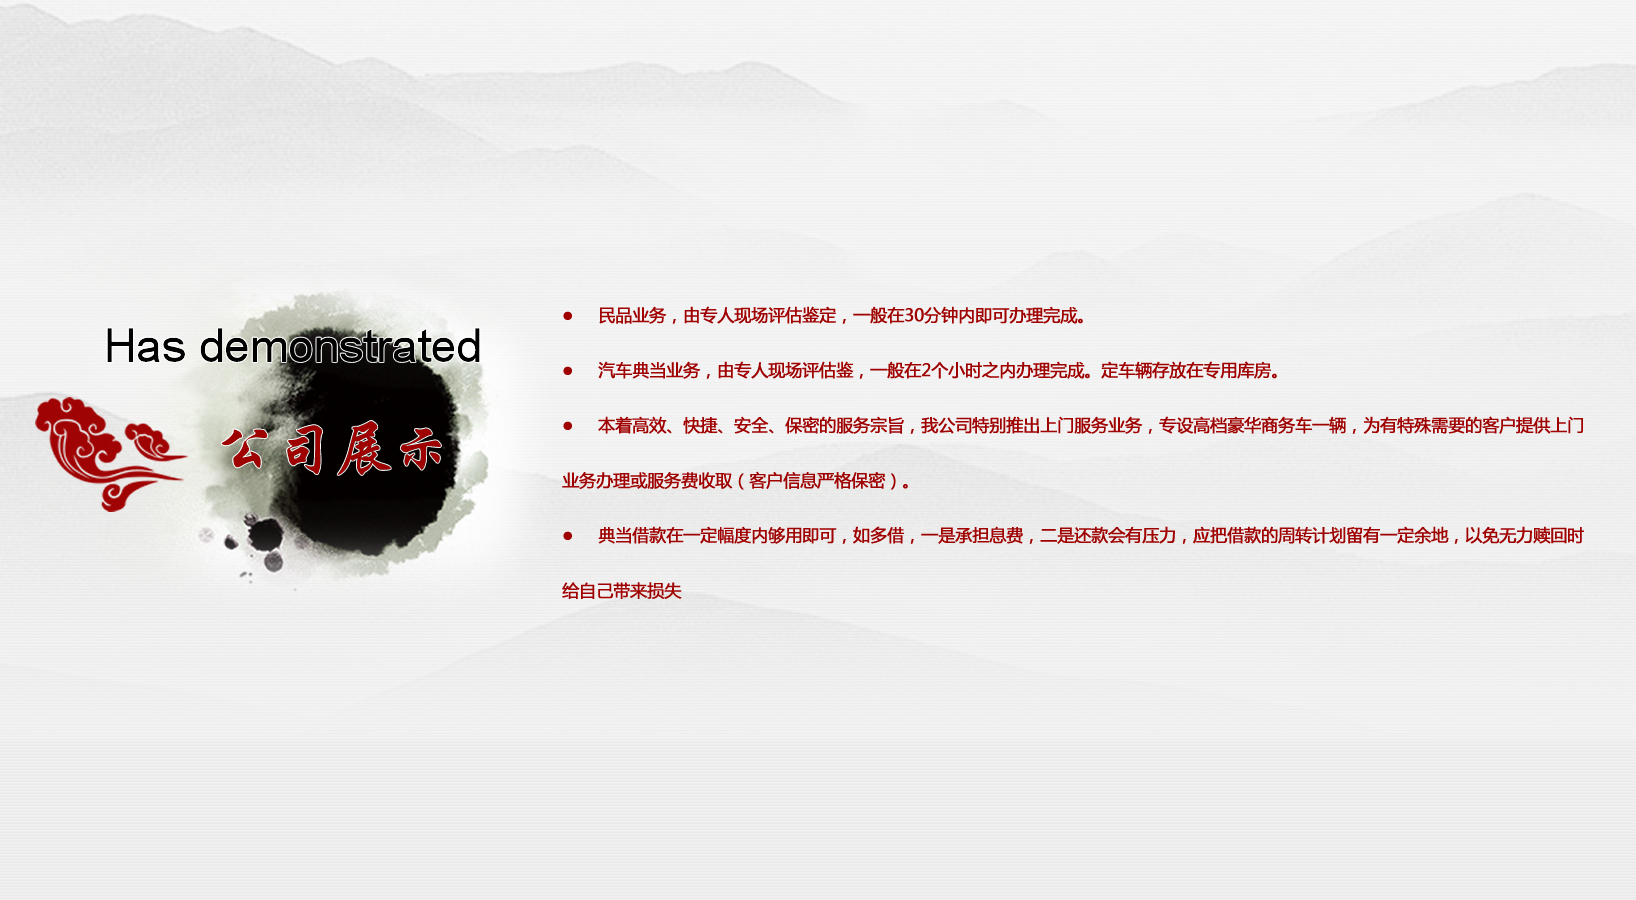 Has demonstrated
公司展示
● 民品业务，由专人现场评估鉴定，一般在30分钟内即可办理完成。
● 汽车典当业务，由专人现场评估鉴，一般在2个小时之内办理完成。定车辆存放在专用库房。
● 本着高效、快捷、安全、保密的服务宗旨，我公司特别推出上门服务业务，专设高档豪华商务车一辆，为有特殊需要的客户提供上门
业务办理或服务费收取（客户信息严格保密）。
● 典当借款在一定幅度内够用即可，如多借，一是承担息费，二是还款会有压力，应把借款的周转计划留有一定余地，以免无力赎回时
给自己带来损失